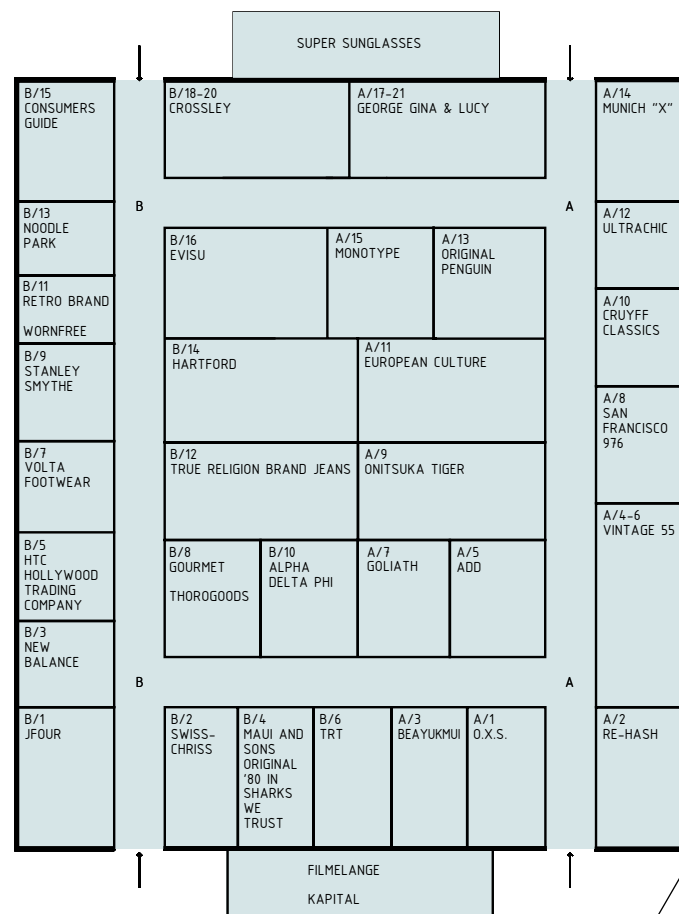 SUPER SUNGLASSES
B/15
CONSUMERS
GUIDE
B/18-20
CROSSLEY
A/17-21
GEORGE GINA & LUCY
A/14
MUNICH "X"
B
A
B/13
NOODLE
PARK
A/12
ULTRACHIC
B/16
EVISU
A/15
MONOTYPE
A/13
ORIGINAL
PENGUIN
B/11
RETRO BRAND
WORNFREE
A/10
CRUYFF
CLASSICS
B/9
STANLEY
SMYTHE
B/14
HARTFORD
A/11
EUROPEAN CULTURE
A/8
SAN
FRANCISCO
976
B/7
VOLTA
FOOTWEAR
B/12
TRUE RELIGION BRAND JEANS
A/9
ONITSUKA TIGER
A/4-6
VINTAGE 55
B/5
HTC
HOLLYWOOD
TRADING
COMPANY
B/8
GOURMET
THOROGOODS
B/10
ALPHA
DELTA PHI
A/7
GOLIATH
A/5
ADD
B/3
NEW
BALANCE
B
A
B/1
JFOUR
B/2
SWISS-
CHRISS
B/4
MAUI AND
SONS
ORIGINAL
'80 IN
SHARKS
WE
TRUST
B/6
TRT
A/3
BEAYUKMUI
A/1
O.X.S.
A/2
RE-HASH
FILMELANGE
KAPITAL